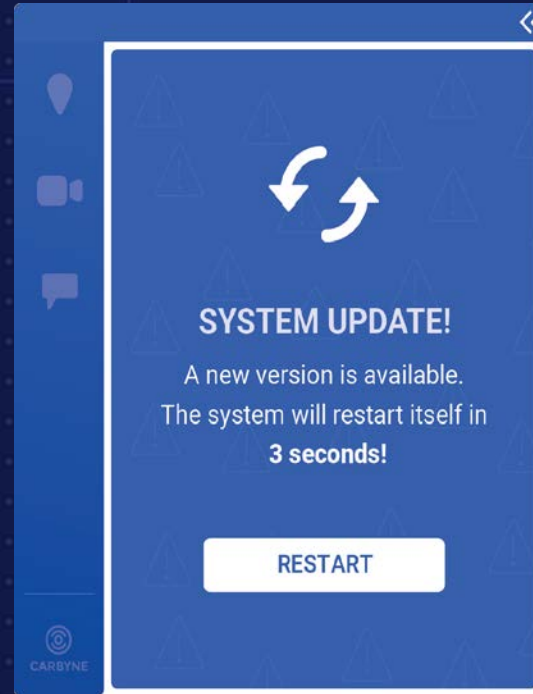 SYSTEM UPDATE!
A new version is available.
The system will restart itself in
3 seconds!
RESTART
CARBYNE